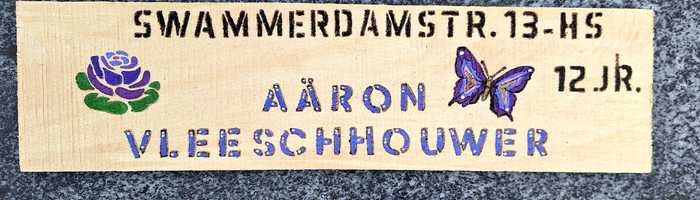 SWAMMERDAMSTR. 13-HS
12 JR.
AÄRON
VLEESCHHOUWER